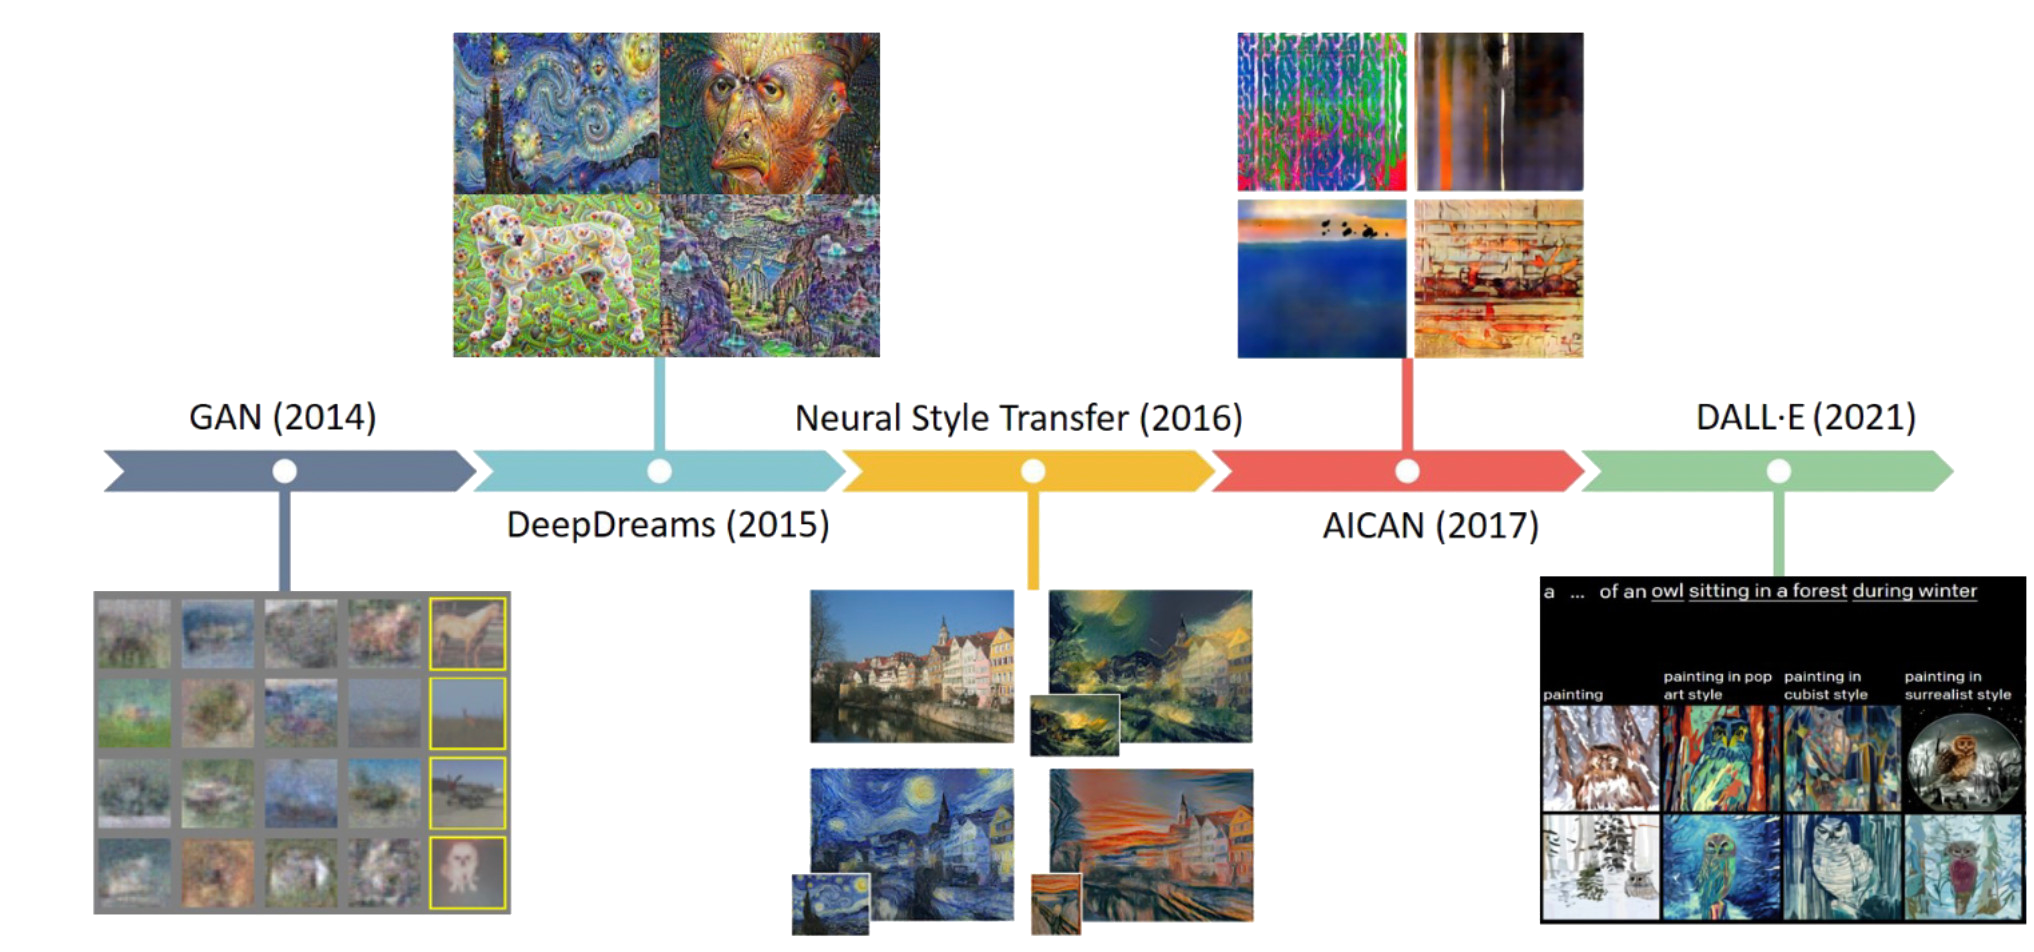 GAN (2014)
DeepDreams (2015)
Neural Style Transfer (2016)
AICAN (2017)
DALL·E (2021)
a ... of an owl sitting in a forest during winter
painting
painting in pop
art style
painting in
cubist style
painting in
surrealist style